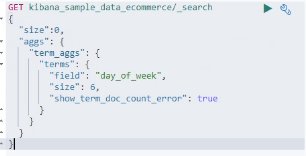 GET kibana_sample_data_ecommerce/_search
{
  "size":0,
  "aggs": {
    "term_aggs": {
      "terms": {
        "field": "day_of_week",
        "size": 6,
        "show_term_doc_count_error": true
      }
    }
  }
}